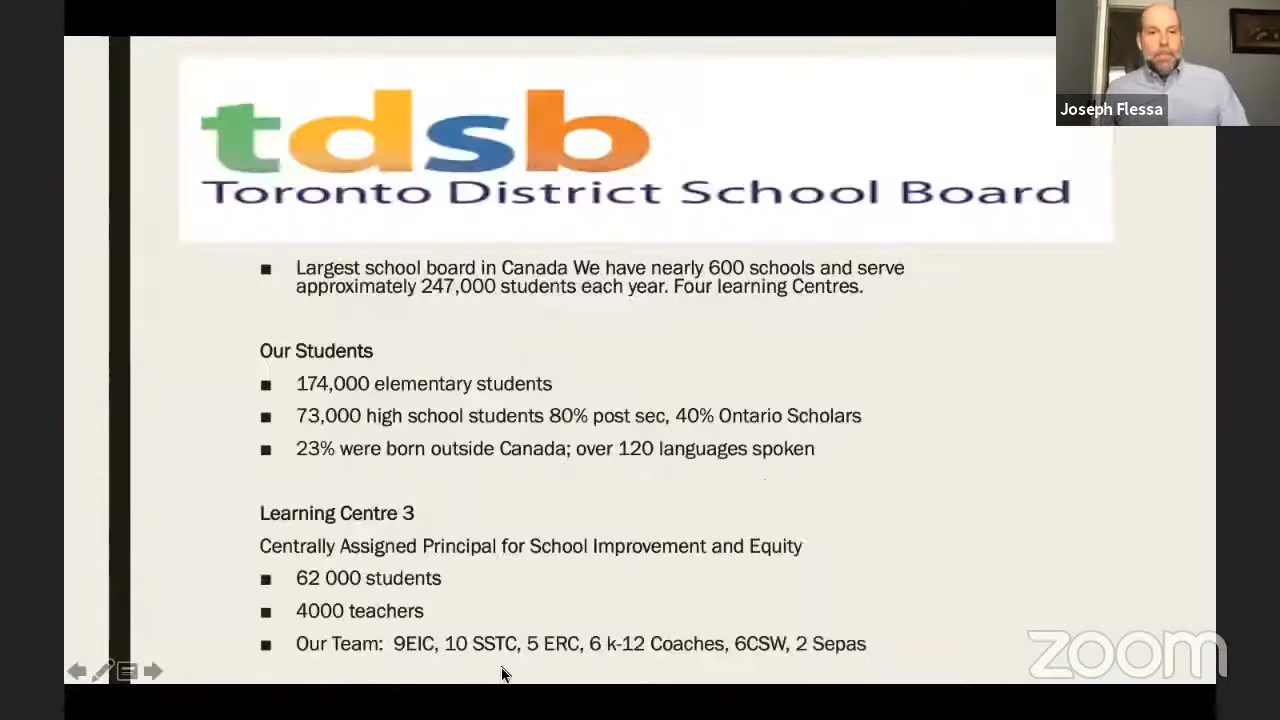 Joseph Flessa
tdsb
Toronto District School Board
■ Largest school board in Canada We have nearly 600 schools and serve
approximately 247,000 students each year. Four learning Centres.
Our Students
■ 174,000 elementary students
■ 73,000 high school students 80% post sec, 40% Ontario Scholars
■ 23% were born outside Canada; over 120 languages spoken
Learning Centre 3
Centrally Assigned Principal for School Improvement and Equity
■ 62 000 students
■ 4000 teachers
■ Our Team: 9EIC, 10 SSTC, 5 ERC, 6 k-12 Coaches, 6CSW, 2 Sepas
zoom